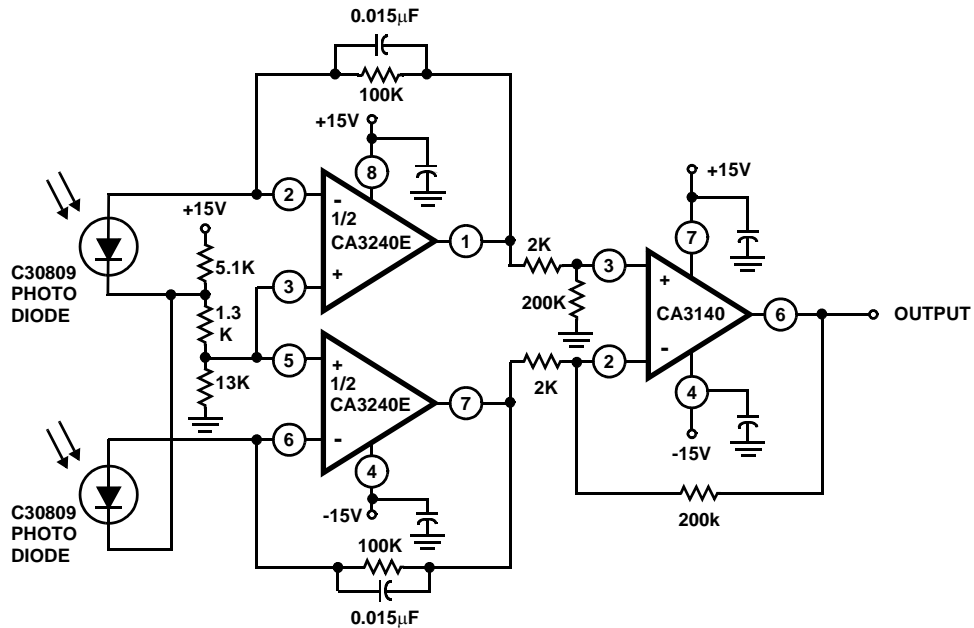 0.015μF
100K
+15V
8
2
-
1/2
CA3240E
1
+15V
5.1K
C30809
PHOTO
DIODE
+
3
1.3
K
13K
5
+
1/2
CA3240E
7
-
6
4
-15V
C30809
PHOTO
DIODE
100K
0.015μF
2K
3
200K
2K
2
+15V
7
+
CA3140
-
6
OUTPUT
4
-15V
200k